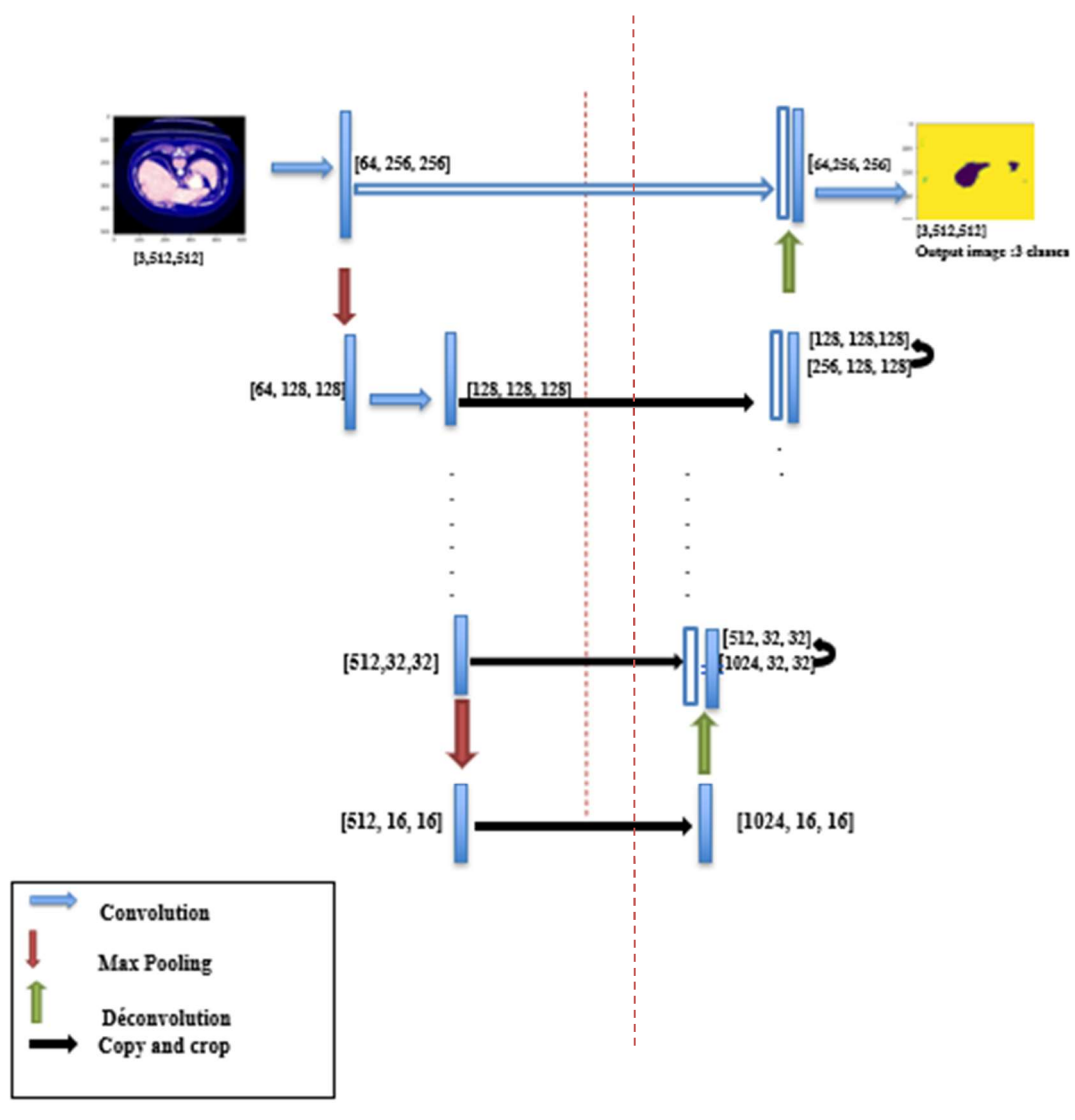 [64, 256, 256]
[64,256, 256]
[3,512,512]
[3,512,512]
Output image :3 classes
[128, 128,128]
[256, 128, 128]
[64, 128, 128]
[128, 128, 128]
[512, 32, 32]
[1024, 32, 32]
[512,32,32]
[512, 16, 16]
[1024, 16, 16]
Convolution
Max Pooling
Déconvolution
Copy and crop